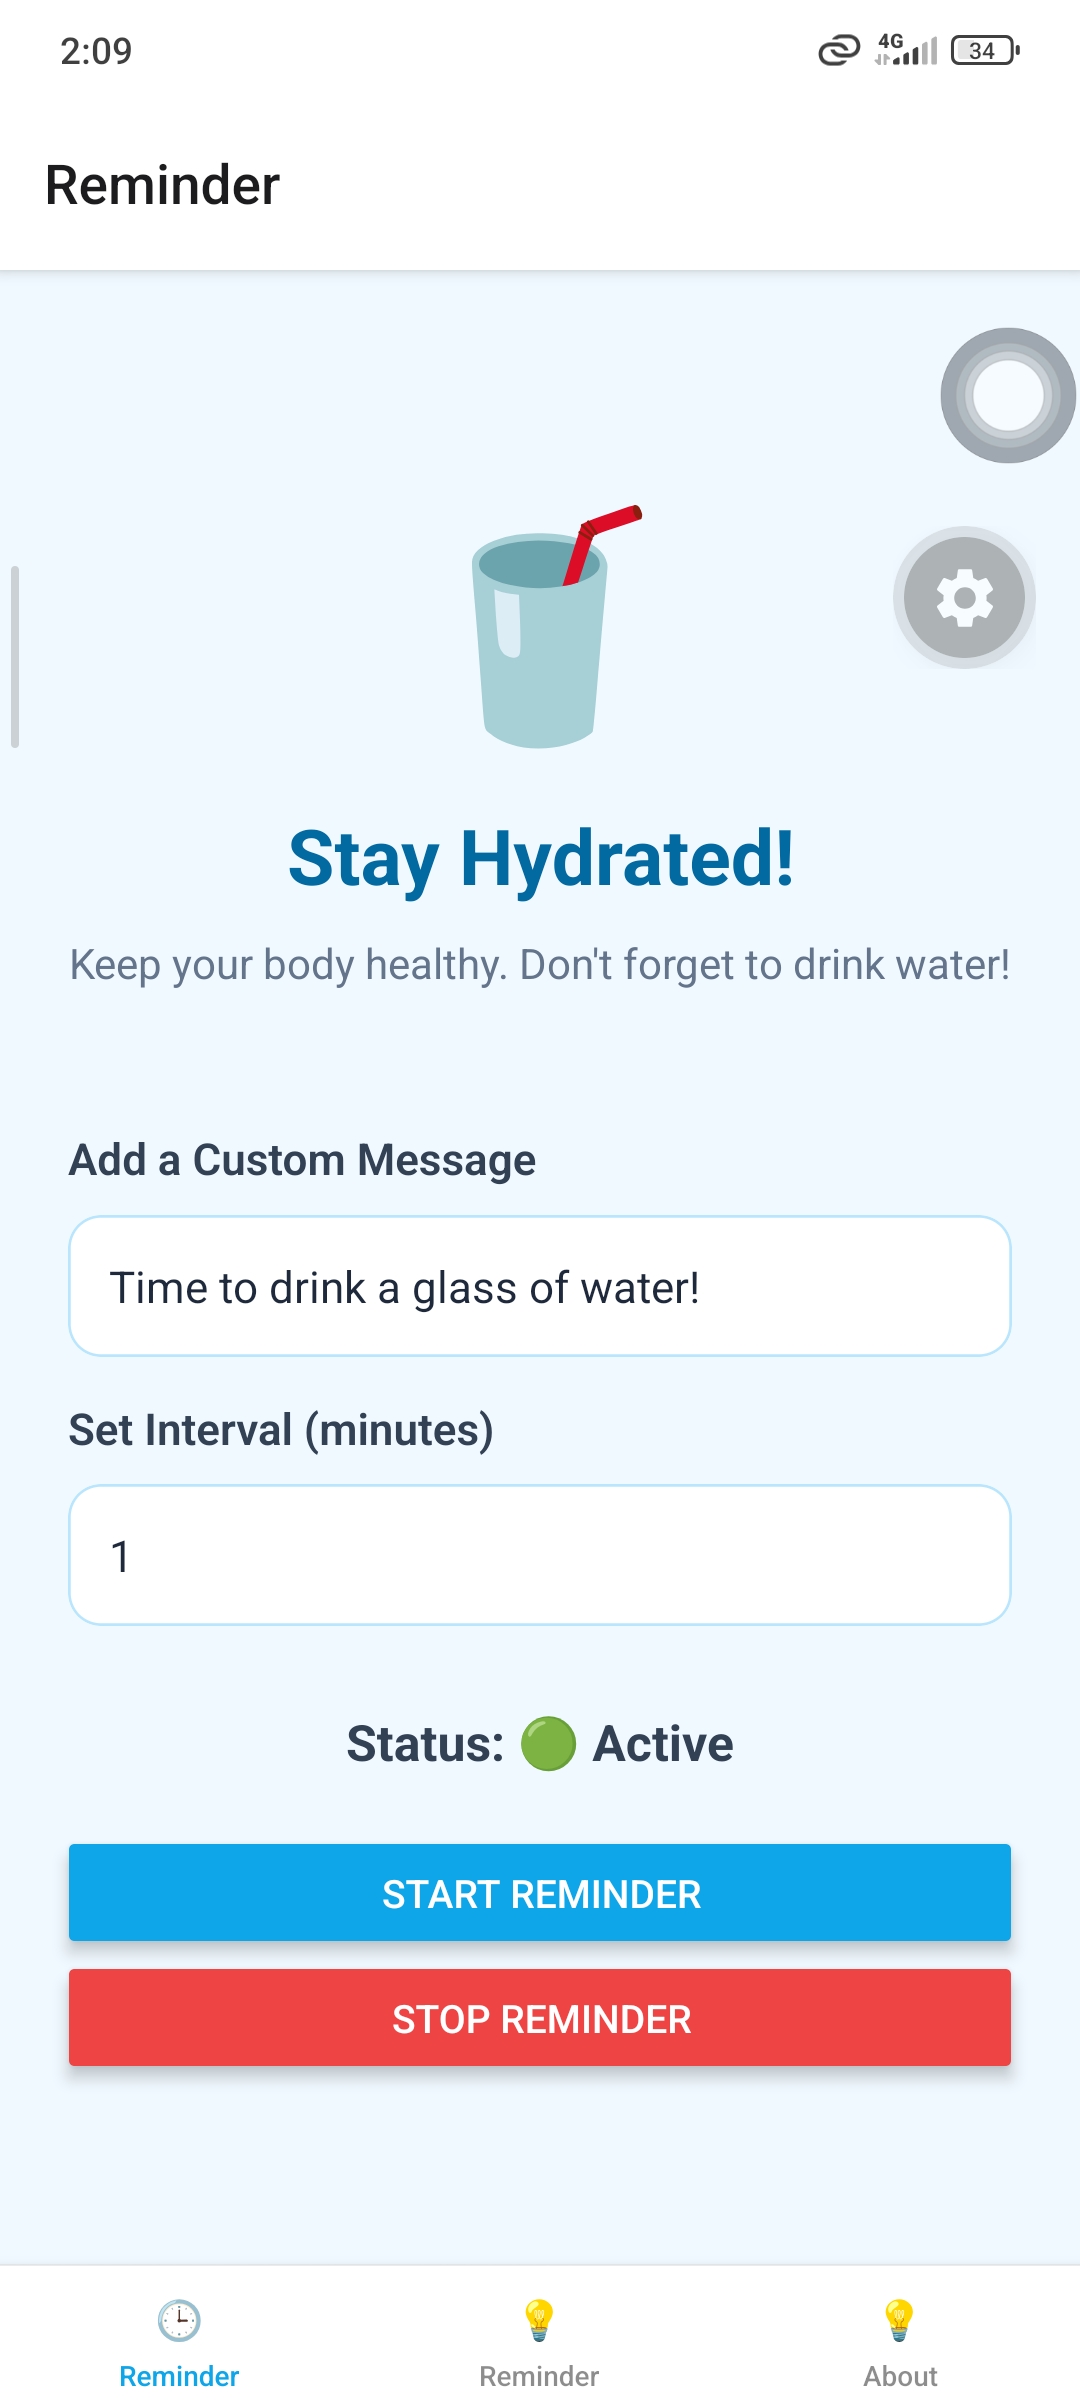 2:09
4G
34
Reminder
Stay Hydrated!
Keep your body healthy. Don't forget to drink water!
Add a Custom Message
Time to drink a glass of water!
Set Interval (minutes)
1
Status: 🟢 Active
START REMINDER
STOP REMINDER
Reminder
Reminder
About